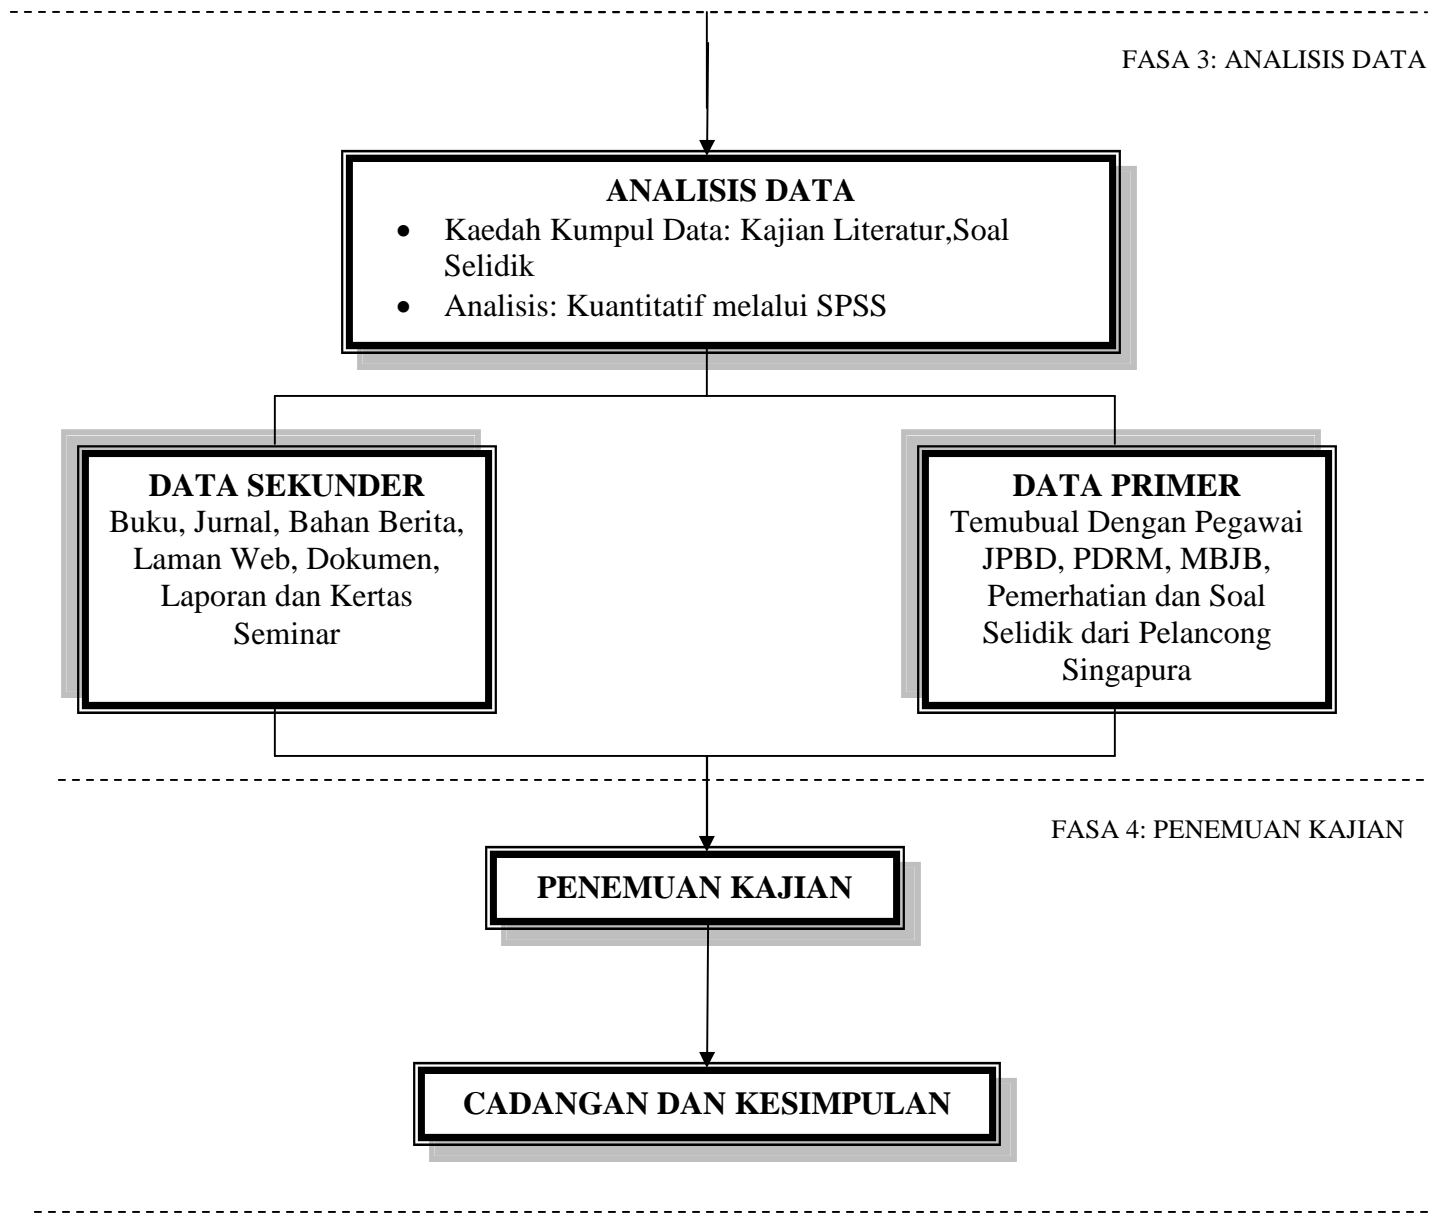 FASA 3: ANALISIS DATA
ANALISIS DATA
• Kaedah Kumpul Data: Kajian Literatur,Soal
Selidik
• Analisis: Kuantitatif melalui SPSS
DATA SEKUNDER
Buku, Jurnal, Bahan Berita,
Laman Web, Dokumen,
Laporan dan Kertas
Seminar
DATA PRIMER
Temubual Dengan Pegawai
JPBD, PDRM, MBJB,
Pemerhatian dan Soal
Selidik dari Pelancong
Singapura
FASA 4: PENEMUAN KAJIAN
PENEMUAN KAJIAN
CADANGAN DAN KESIMPULAN